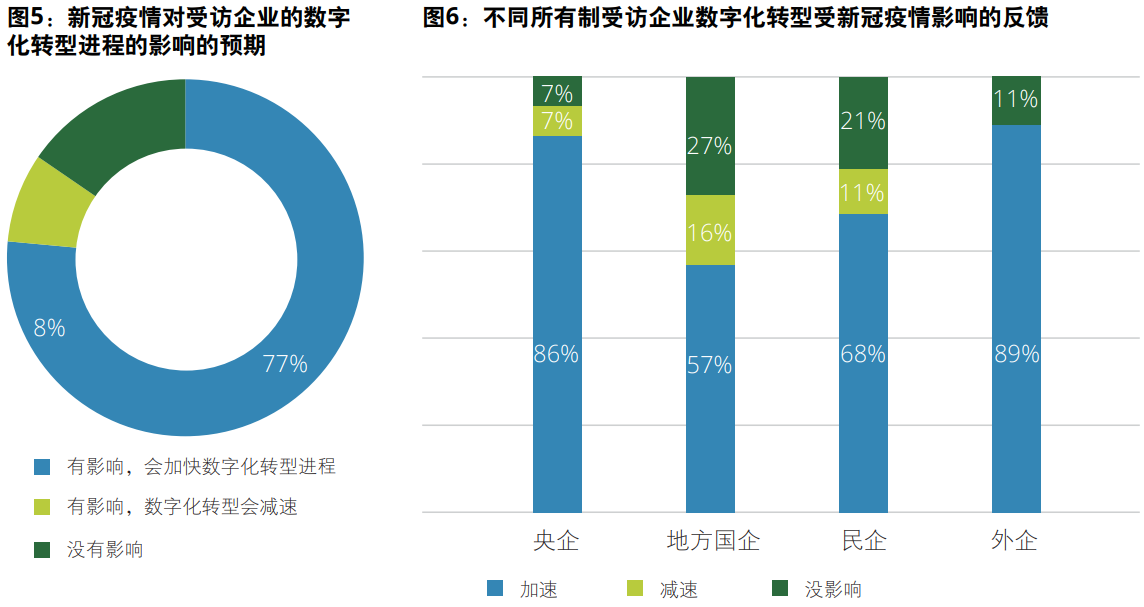 图5：新冠疫情对受访企业的数字
化转型进程的影响的预期
8%
77%
有影响，会加快数字化转型进程
有影响，数字化转型会减速
没有影响
图6：不同所有制受访企业数字化转型受新冠疫情影响的反馈
7%
7%
86%
27%
16%
57%
21%
11%
68%
11%
89%
央企
地方国企
民企
外企
加速
减速
没影响